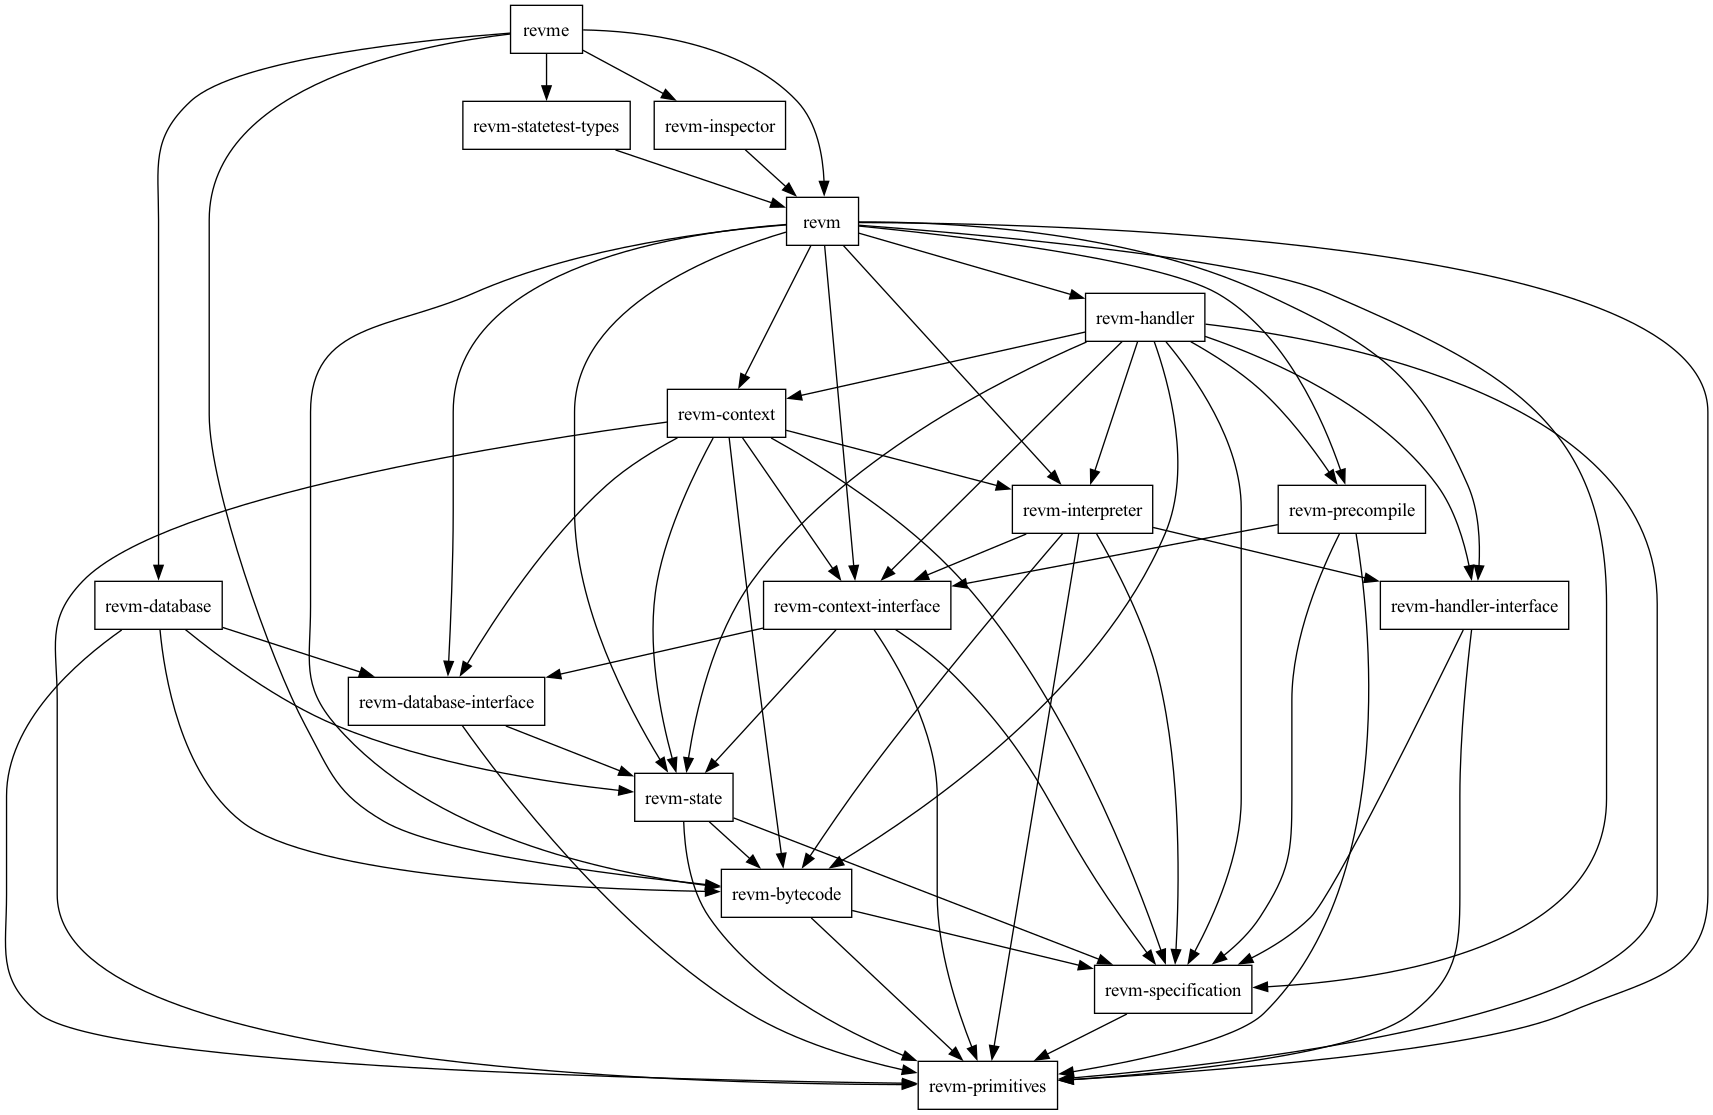 revme
revm-statetest-types
revm-inspector
revm
revm-handler
revm-context
revm-interpreter
revm-precompile
revm-database
revm-context-interface
revm-handler-interface
revm-database-interface
revm-state
revm-bytecode
revm-specification
revm-primitives